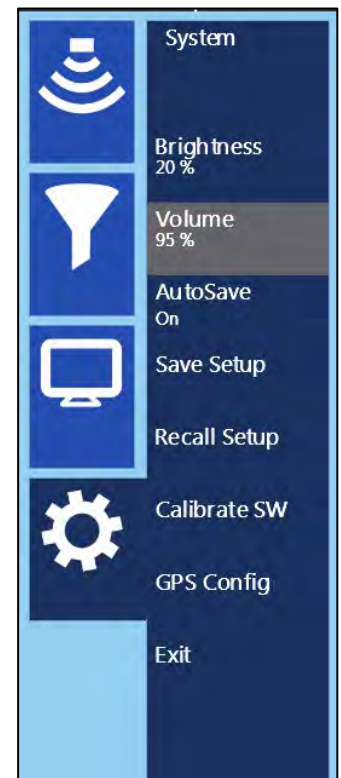 System
Brightness
20 %
Volume
95 %
AutoSave
On
Save Setup
Recall Setup
Calibrate SW
GPS Config
Exit